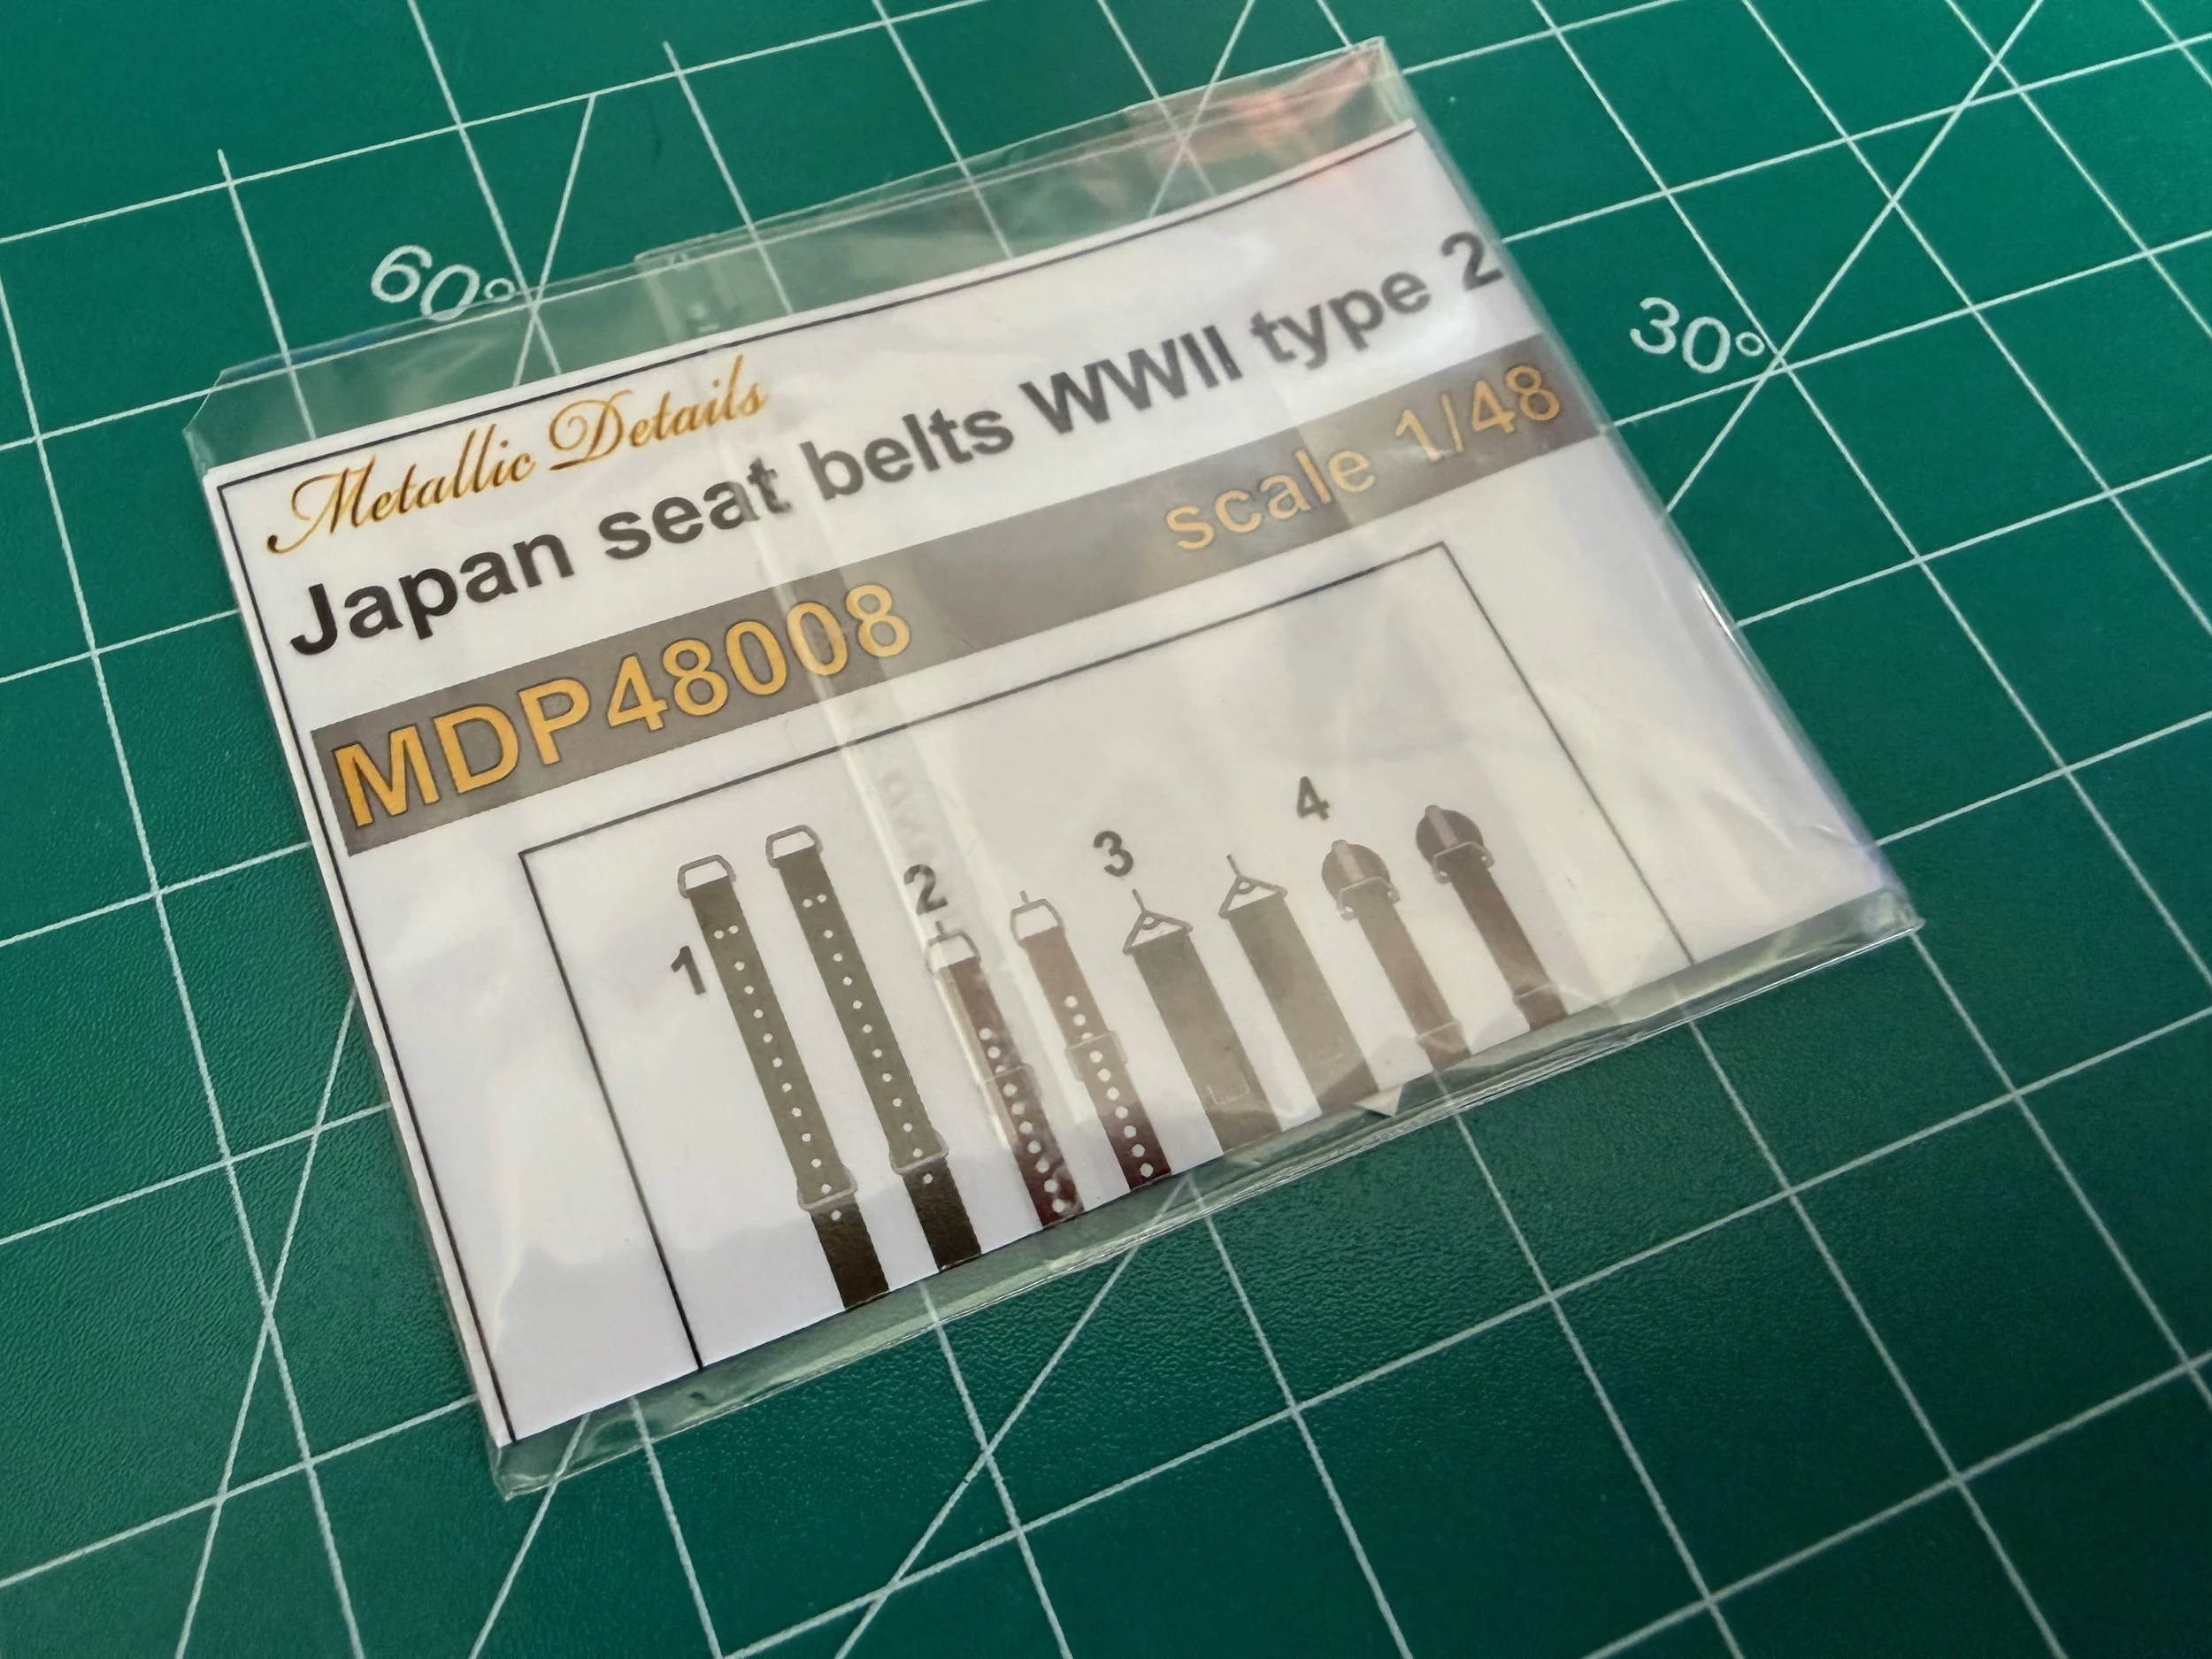 60°
30°
Metallic Details
Japan seat belts WWII type 2
MDP48008 scale 1/48
1
2
3
4